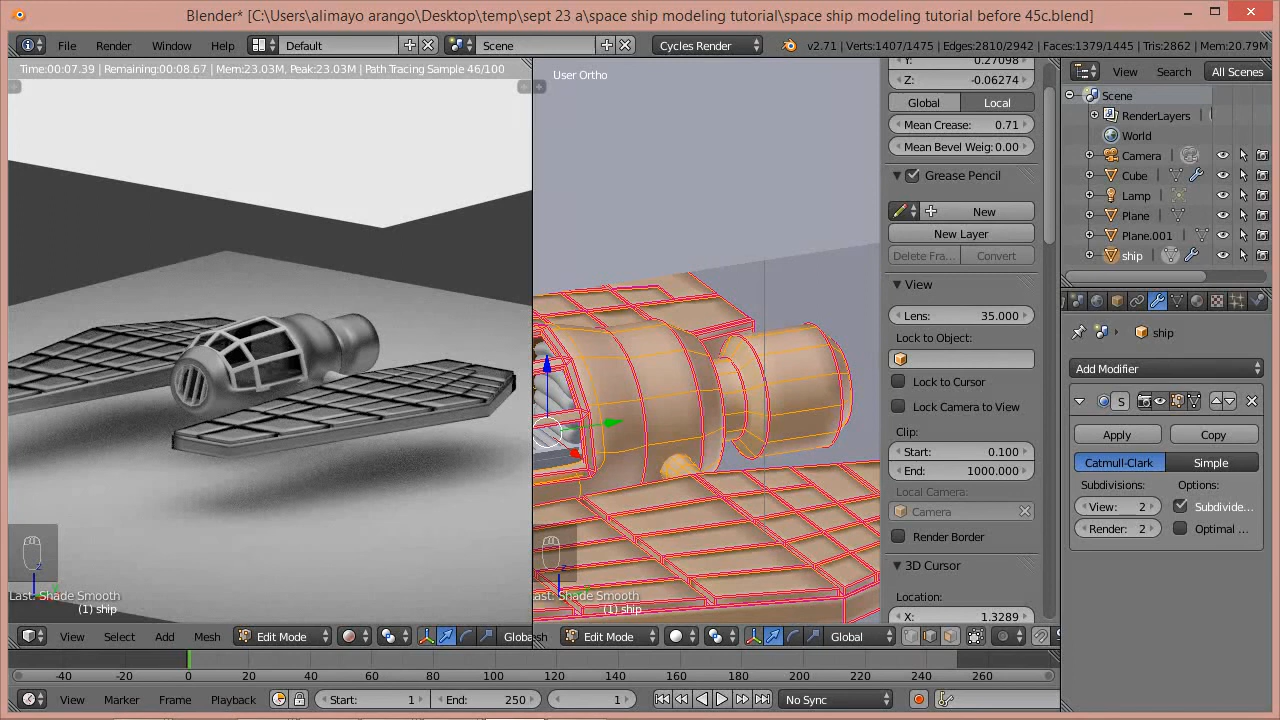 Blender* [C:\Users\alimayo arango\Desktop\temp\sept 23 a\space ship modeling tutorial\space ship modeling tutorial before 45c.blend]
File Render Window Help Default Scene Cycles Render v2.71 | Verts:1407/1475 | Edges:2810/2942 | Faces:1379/1445 | Tris:2862 | Mem:20.79M
Time:00:07.39 | Remaining:00:08.67 | Mem:23.03M, Peak:23.03M | Path Tracing Sample 46/100
User Ortho
Y: 0.27098
Z: -0.06274
Global Local
Mean Crease: 0.71
Mean Bevel Weig: 0.00
Grease Pencil
New
New Layer
Delete Fra... Convert
View
Lens: 35.000
Lock to Object:
Lock to Cursor
Lock Camera to View
Clip:
Start: 0.100
End: 1000.000
Local Camera:
Camera
Render Border
3D Cursor
Location:
X: 1.3289
View Search All Scenes
Scene
RenderLayers
World
Camera
Cube
Lamp
Plane
Plane.001
ship
ship
Add Modifier
S
Apply Copy
Catmull-Clark Simple
Subdivisions: Options:
View: 2 Subdivide...
Render: 2 Optimal ...
z
Last: Shade Smooth
(1) ship
z
ast: Shade Smooth
(1) ship
View Select Add Mesh Edit Mode Globa
Edit Mode Global
-40 -20 0 20 40 60 80 100 120 140 160 180 200 220 240 260
View Marker Frame Playback Start: 1 End: 250 1 No Sync